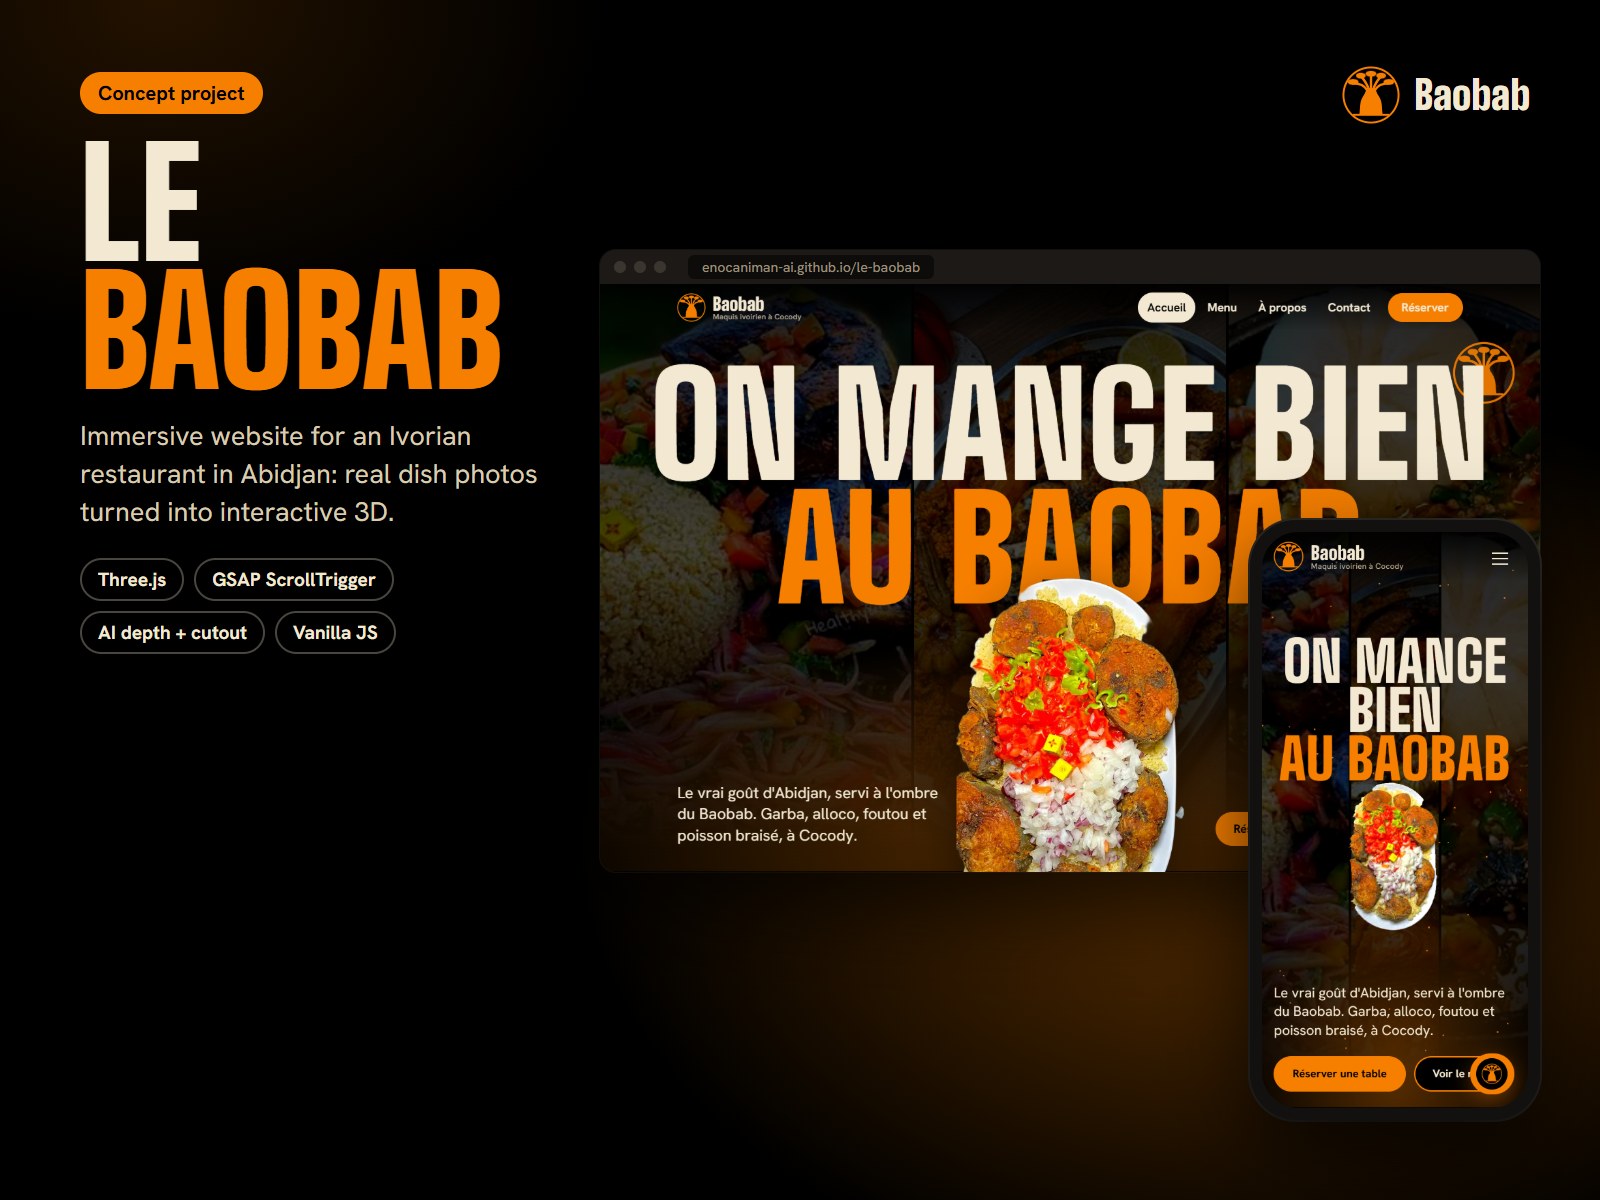 Concept project
Baobab
LE
BAOBAB
Immersive website for an Ivorian
restaurant in Abidjan: real dish photos
turned into interactive 3D.
Three.js
GSAP ScrollTrigger
AI depth + cutout
Vanilla JS
enocaniman-ai.github.io/le-baobab
Baobab
Maquis Ivoirien à Cocody
Accueil
Menu
À propos
Contact
Réserver
ON MANGE BIEN
AU BAOBAB
Healthy
Le vrai goût d'Abidjan, servi à l'ombre
du Baobab. Garba, alloco, foutou et
poisson braisé, à Cocody.
Baobab
Maquis ivoirien à Cocody
ON MANGE
BIEN
AU BAOBAB
Le vrai goût d'Abidjan, servi à l'ombre
du Baobab. Garba, alloco, foutou et
poisson braisé, à Cocody.
Réserver une table
Voir le